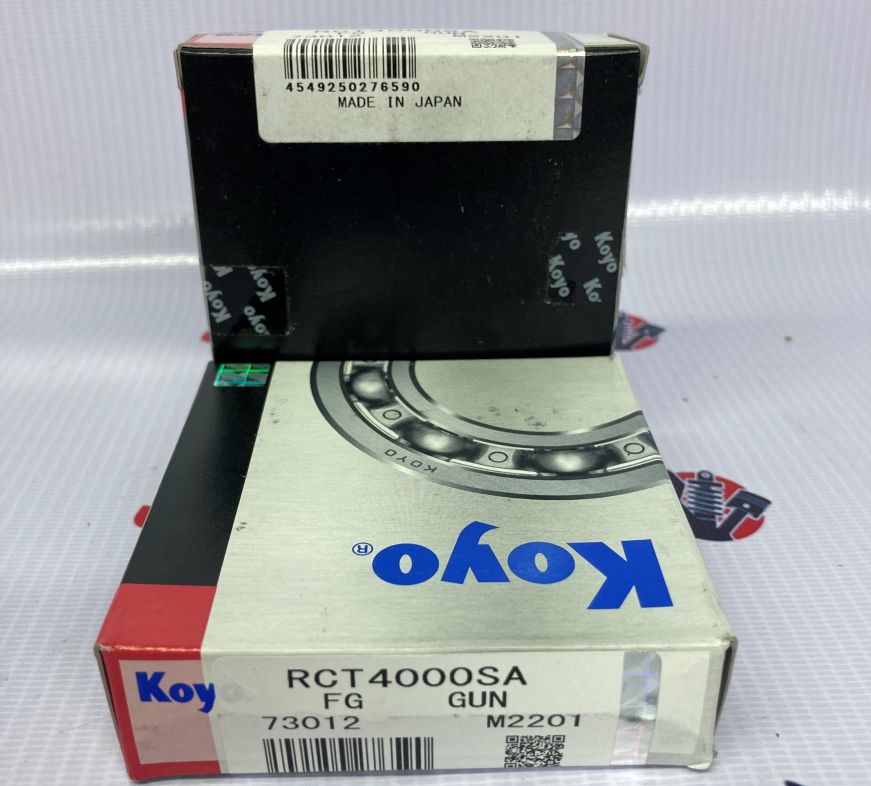 4549250276590
MADE IN JAPAN
Koyo
Koyo
Koyo
Koyo
KOYO
Koyo®
Koyo
RCT4000SA
FG GUN
73012 M2201